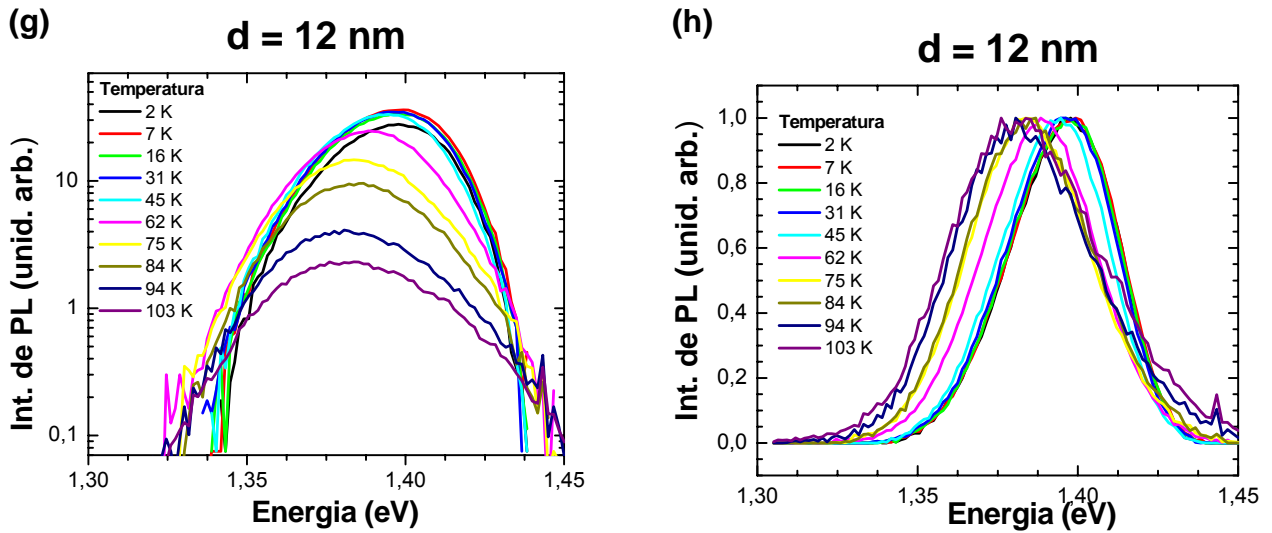 (g)
d = 12 nm
Temperatura
2 K
7 K
16 K
31 K
45 K
62 K
75 K
84 K
94 K
103 K
10
1
0,1
Int. de PL (unid. arb.)
1,30
1,35
1,40
1,45
Energia (eV)
(h)
d = 12 nm
Temperatura
2 K
7 K
16 K
31 K
45 K
62 K
75 K
84 K
94 K
103 K
1,0
0,8
0,6
0,4
0,2
0,0
Int. de PL (unid. arb.)
1,30
1,35
1,40
1,45
Energia (eV)